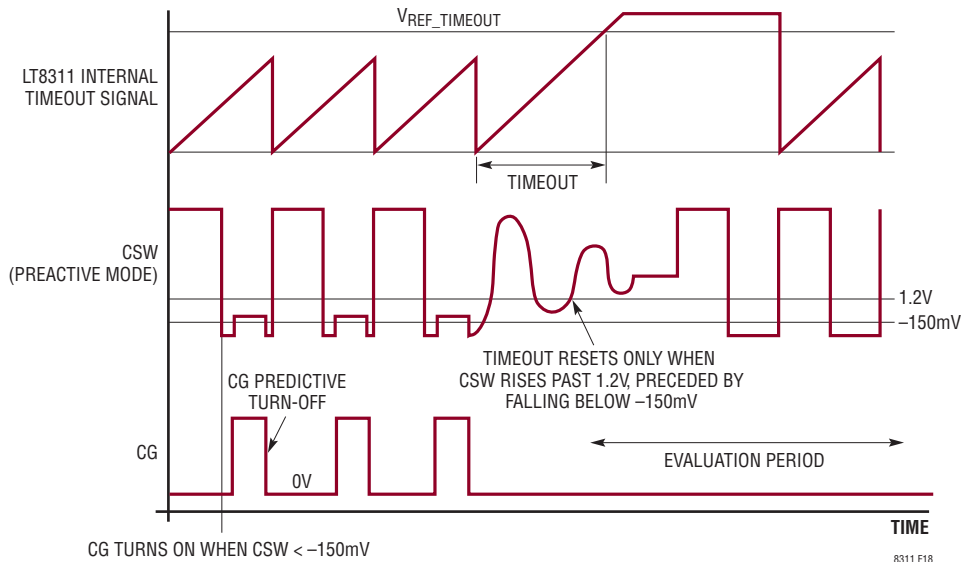 VREF_TIMEOUT
LT8311 INTERNAL
TIMEOUT SIGNAL
TIMEOUT
CSW
(PREACTIVE MODE)
1.2V
–150mV
TIMEOUT RESETS ONLY WHEN
CSW RISES PAST 1.2V, PRECEDED BY
FALLING BELOW –150mV
CG PREDICTIVE
TURN-OFF
CG
0V
EVALUATION PERIOD
TIME
CG TURNS ON WHEN CSW < –150mV
8311 F18